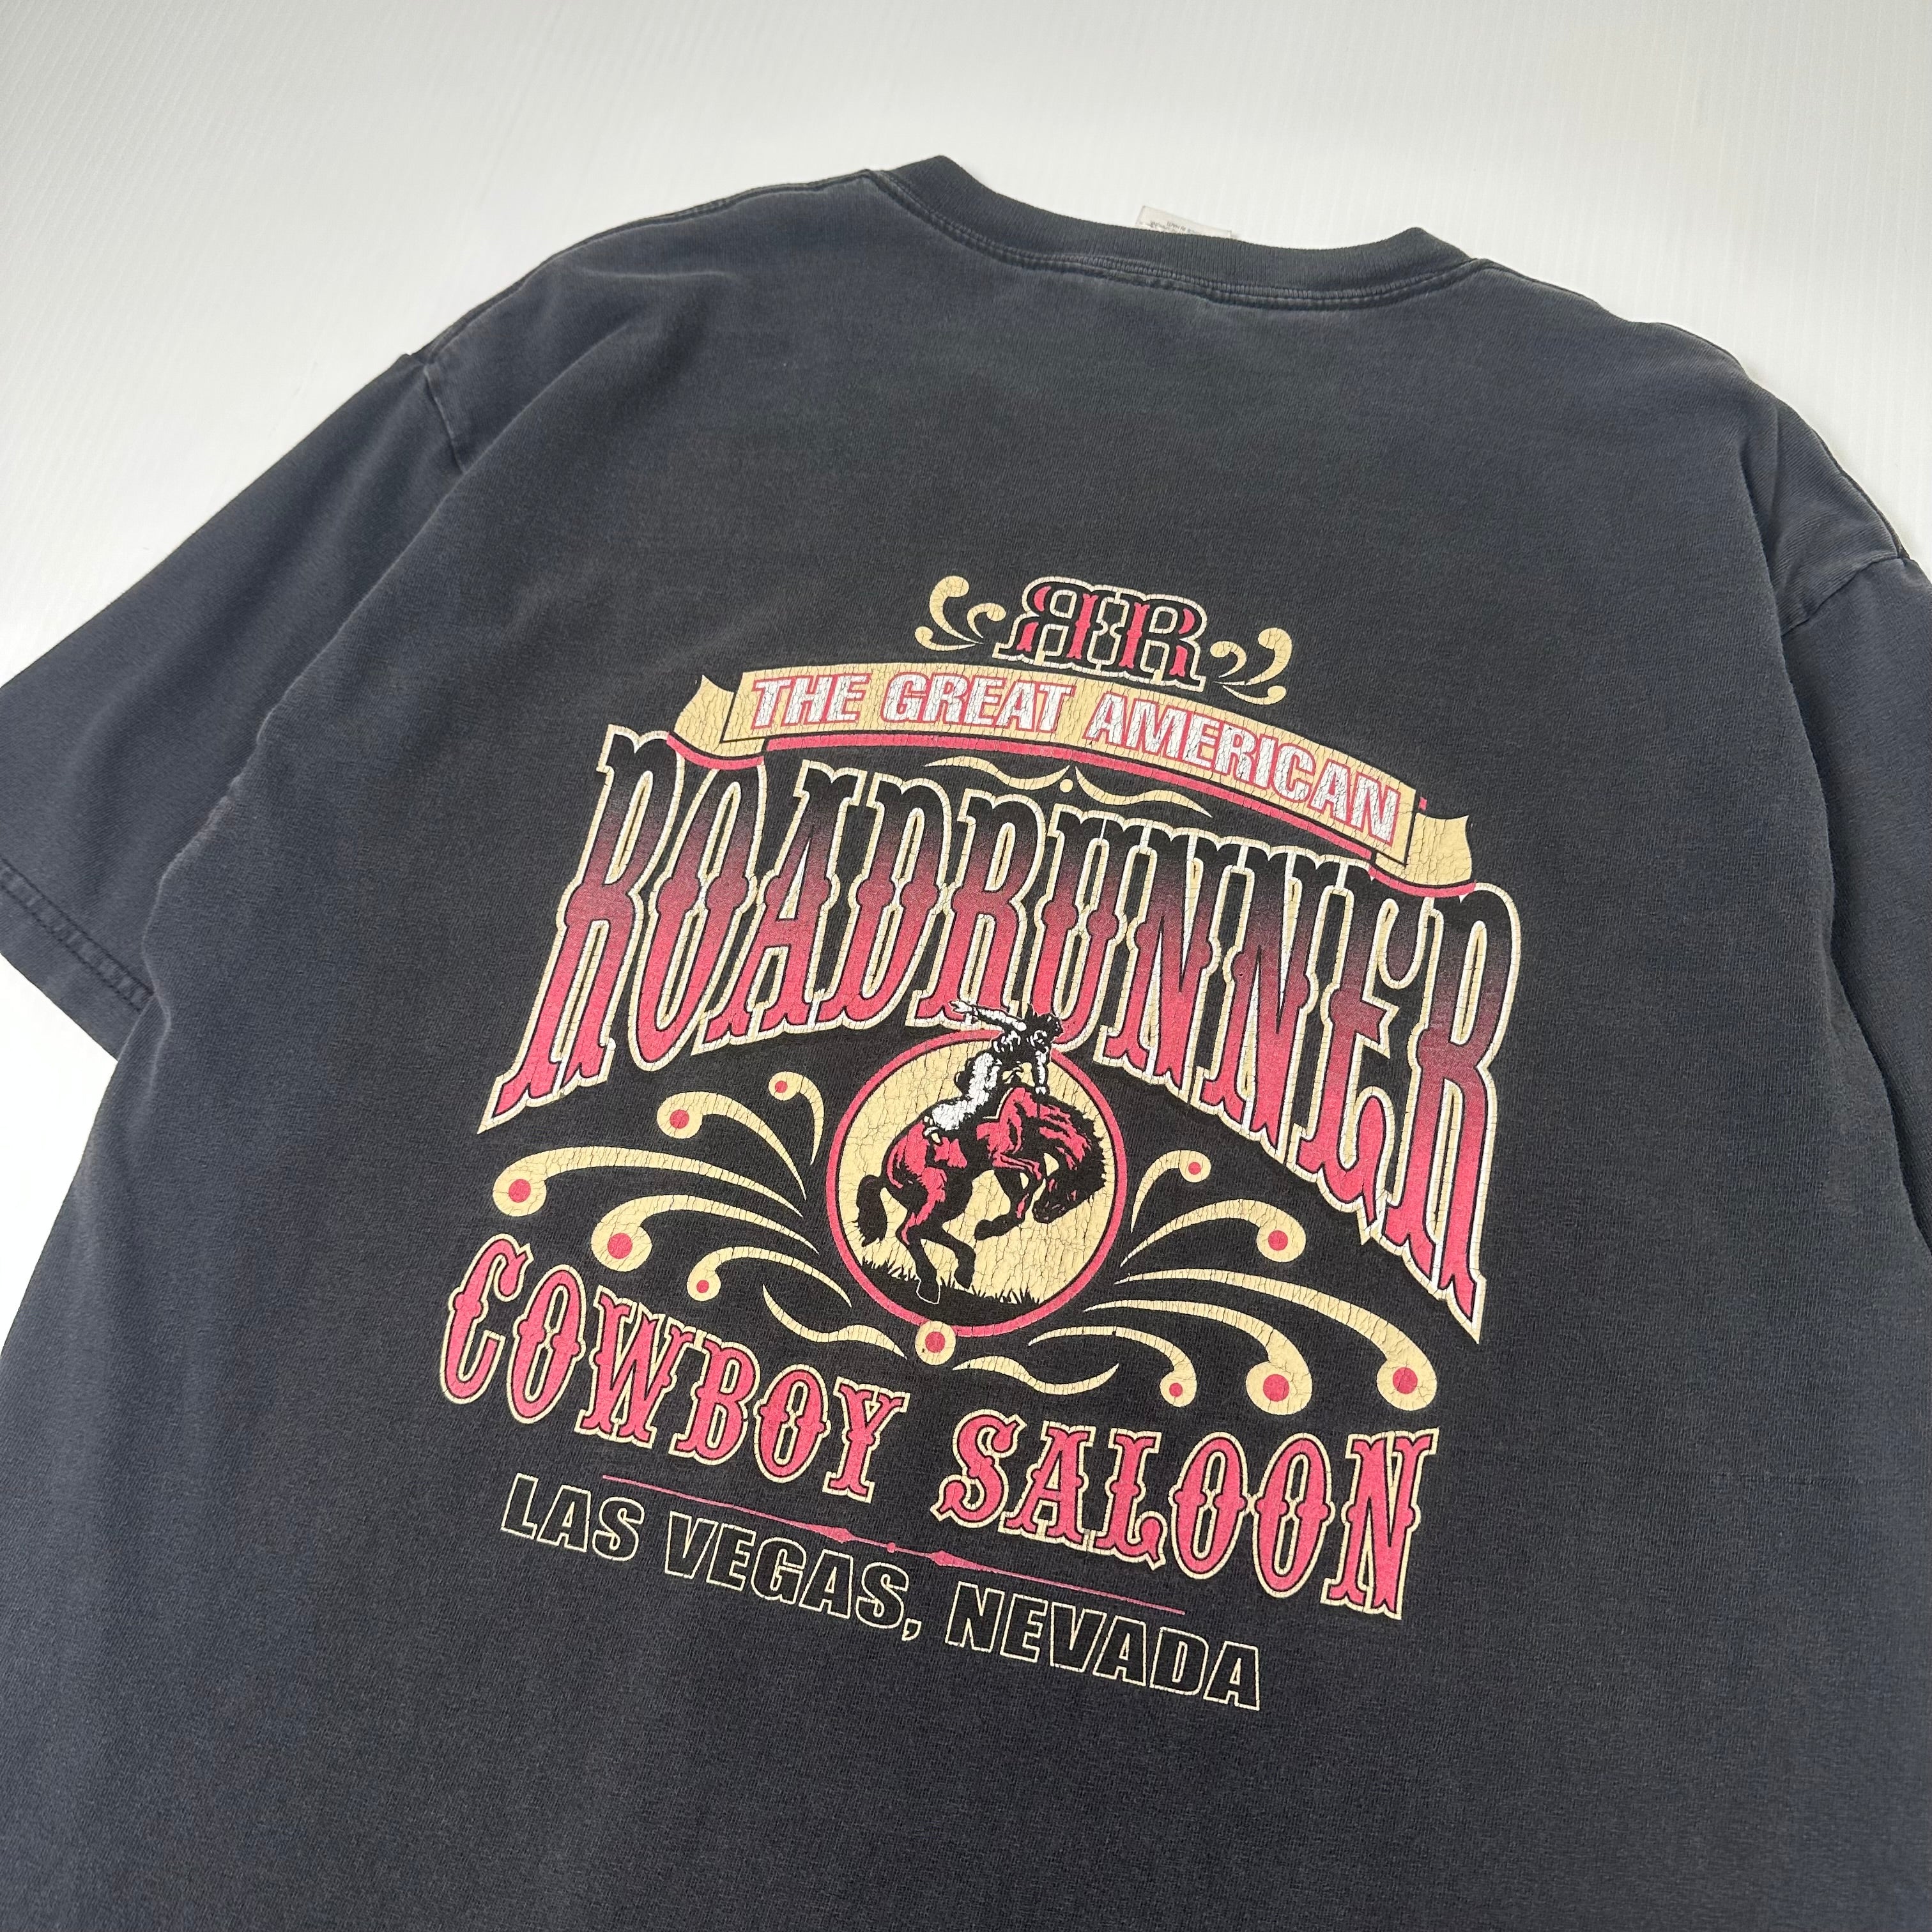 RR
THE GREAT AMERICAN
ROADRUNNER
COWBOY SALOON
LAS VEGAS, NEVADA